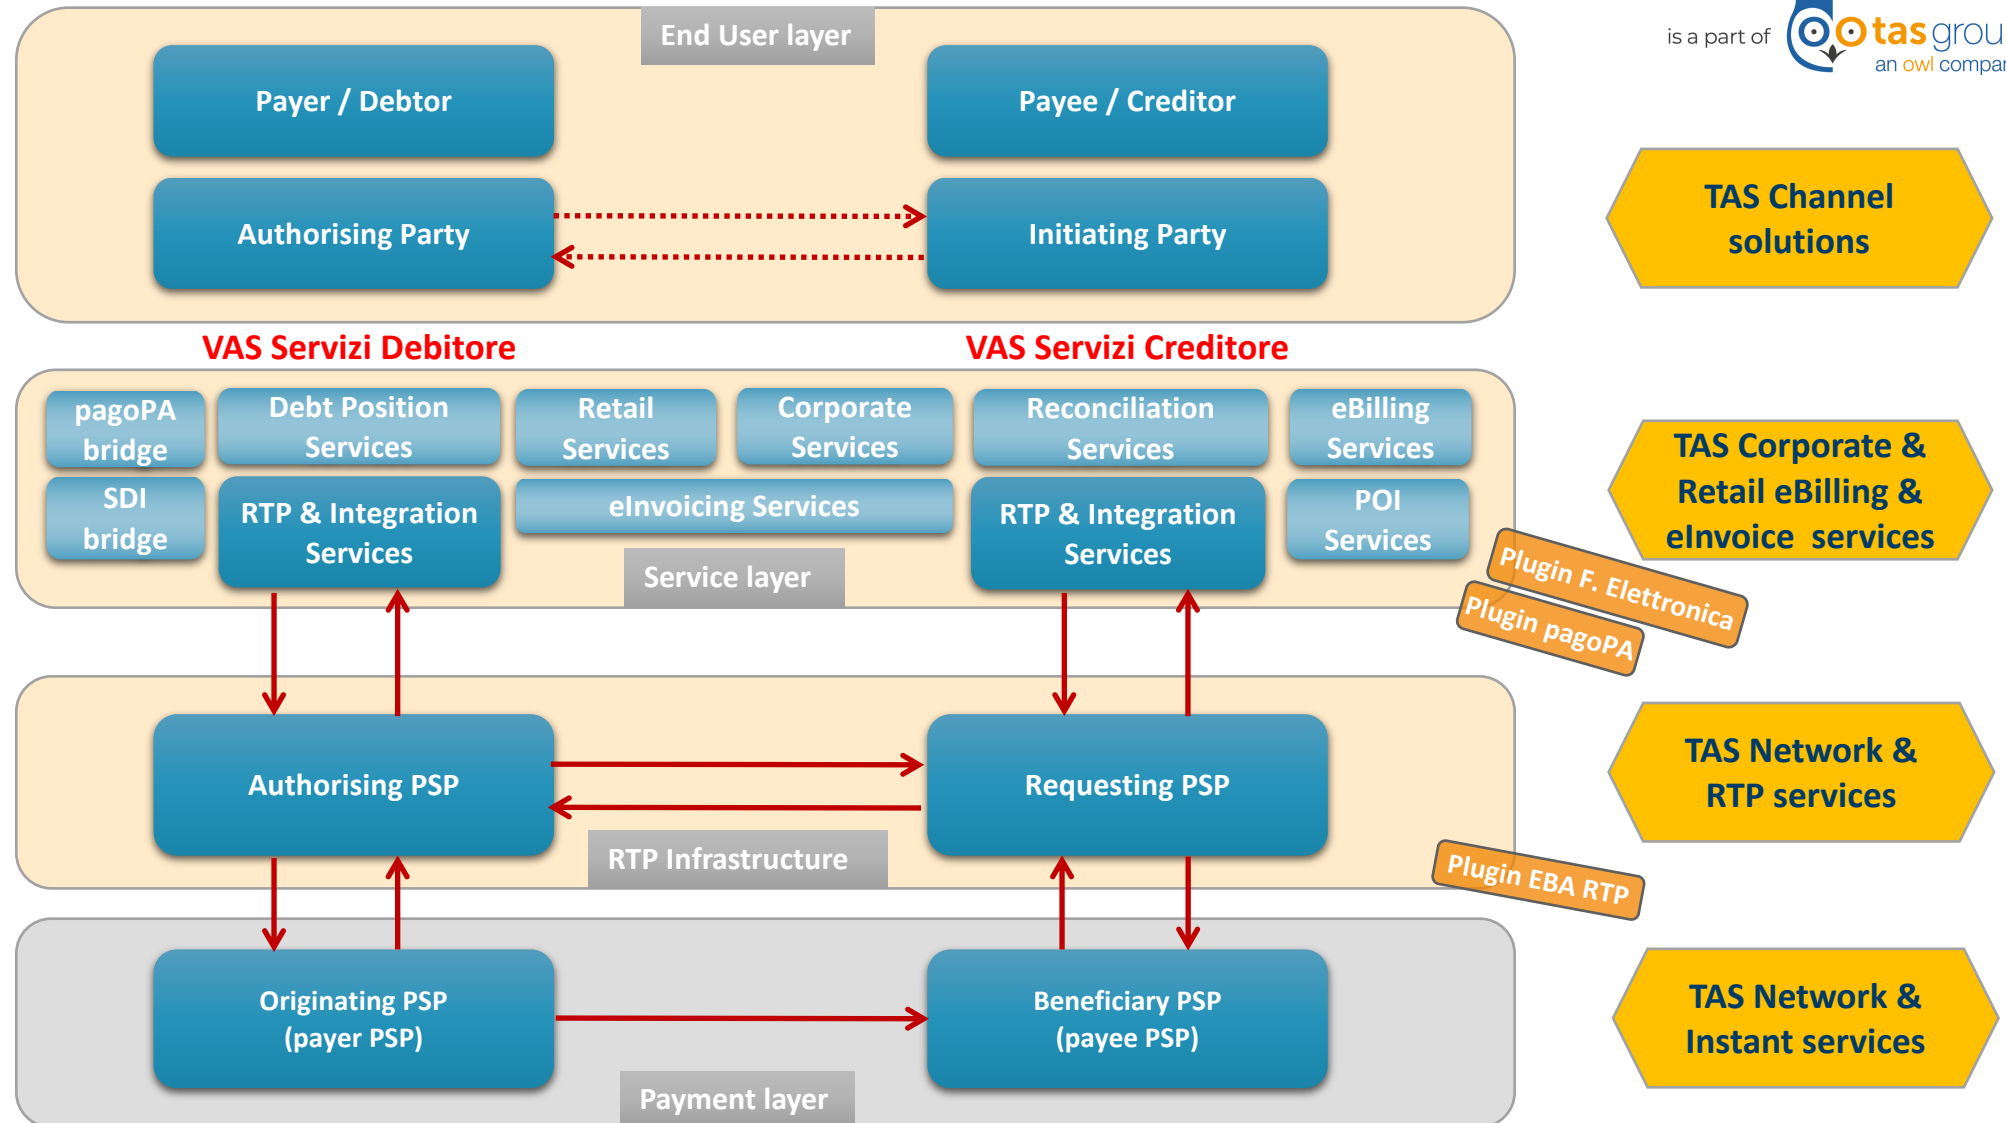 End User layer
is a part of
tas grou
an owl compar
Payer / Debtor
Payee / Creditor
Authorising Party
Initiating Party
TAS Channel
solutions
VAS Servizi Debitore
VAS Servizi Creditore
pagoPA
bridge
Debt Position
Services
Retail
Services
Corporate
Services
Reconciliation
Services
eBilling
Services
SDI
bridge
RTP & Integration
Services
eInvoicing Services
RTP & Integration
Services
POI
Services
Service layer
TAS Corporate &
Retail eBilling &
eInvoice services
Plugin F. Elettronica
Plugin pagoPA
Authorising PSP
Requesting PSP
RTP Infrastructure
TAS Network &
RTP services
Plugin EBA RTP
Originating PSP
(payer PSP)
Beneficiary PSP
(payee PSP)
Payment layer
TAS Network &
Instant services